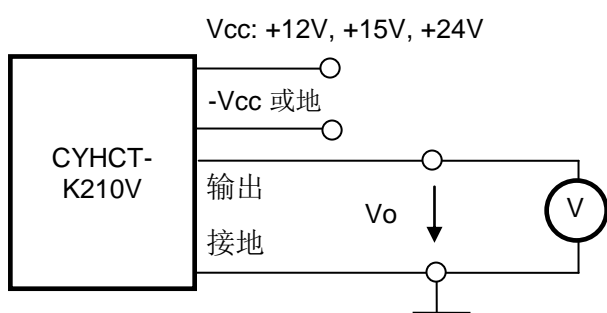 Vcc: +12V, +15V, +24V
-Vcc 或地
CYHCT-
K210V
输出
Vo
V
接地